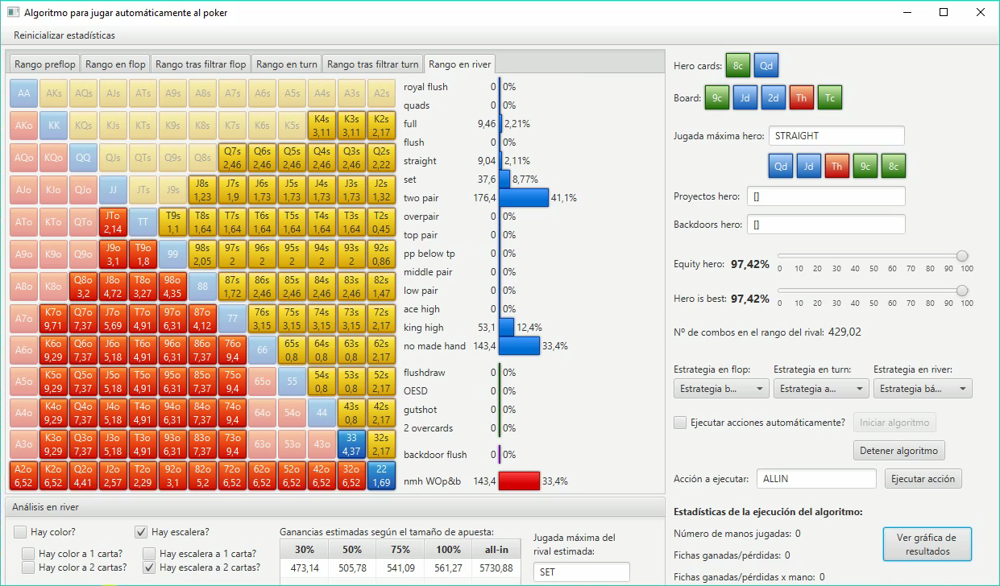 Algoritmo para jugar automáticamente al poker
Reinicializar estadísticas
Rango preflop Rango en flop Rango tras filtrar flop Rango en turn Rango tras filtrar turn Rango en river
AA AKs AQs AJs ATs A9s A8s A7s A6s A5s A4s A3s A2s
AKo KK KQs KJs KTs K9s K8s K7s K6s K5s K4s K3s K2s
3,11 3,11 2,17
AQo KQo QQ QJs QTs Q9s Q8s Q7s Q6s Q5s Q4s Q3s Q2s
2,46 2,46 2,46 2,46 2,46 2,22
AJo KJo QJo JJ JTs J9s J8s J7s J6s J5s J4s J3s J2s
1,23 1,9 1,73 1,73 1,73 1,73 1,32
ATo KTo QTo JTo TT T9s T8s T7s T6s T5s T4s T3s T2s
2,14 1,1 1,64 1,64 1,64 1,64 1,64 1,64 0,45
A9o K9o Q9o J9o T9o 99 98s 97s 96s 95s 94s 93s 92s
3,1 1,8 2,05 2 2 2 2 2 0,86
A8o K8o Q8o J8o T8o 98o 88 87s 86s 85s 84s 83s 82s
3,2 4,72 3,27 4,35 1,72 2,46 2,46 2,46 2,46 1,47
A7o K7o Q7o J7o T7o 97o 87o 77 76s 75s 74s 73s 72s
9,71 7,37 5,69 4,91 6,31 4,12 3,15 3,15 3,15 3,15 2,17
A6o K6o Q6o J6o T6o 96o 86o 76o 66 65s 64s 63s 62s
9,29 7,37 5,18 4,91 6,31 7,37 9,4 0,8 0,8 0,8 2,17
A5o K5o Q5o J5o T5o 95o 85o 75o 65o 55 54s 53s 52s
9,29 7,37 5,18 4,91 6,31 7,37 9,4 0,8 0,8 2,17
A4o K4o Q4o J4o T4o 94o 84o 74o 64o 54o 44 43s 42s
9,29 7,37 5,18 4,91 6,31 7,37 9,4 0,8 2,17
A3o K3o Q3o J3o T3o 93o 83o 73o 63o 53o 43o 33 32s
9,29 7,37 5,18 4,91 6,31 7,37 9,4 4,37 2,17
A2o K2o Q2o J2o T2o 92o 82o 72o 62o 52o 42o 32o 22
6,52 6,52 4,41 2,57 2,29 3,1 5,2 6,52 6,52 6,52 6,52 6,52 1,69
royal flush 0 0%
quads 0 0%
full 9,46 2,21%
flush 0 0%
straight 9,04 2,11%
set 37,6 8,77%
two pair 176,4 41,1%
overpair 0 0%
top pair 0 0%
pp below tp 0 0%
middle pair 0 0%
low pair 0 0%
ace high 0 0%
king high 53,1 12,4%
no made hand 143,4 33,4%
flushdraw 0 0%
OESD 0 0%
gutshot 0 0%
2 overcards 0 0%
backdoor flush 0 0%
nmh WOp&b 143,4 33,4%
Análisis en river
Hay color? Hay escalera?
Hay color a 1 carta? Hay escalera a 1 carta?
Hay color a 2 cartas? Hay escalera a 2 cartas?
Ganancias estimadas según el tamaño de apuesta:
30% 50% 75% 100% all-in
473,14 505,78 541,09 561,27 5730,88
Jugada máxima del
rival estimada:
SET
Hero cards: 8c Qd
Board: 9c Jd 2d Th Tc
Jugada máxima hero: STRAIGHT
Qd Jd Th 9c 8c
Proyectos hero: []
Backdoors hero: []
Equity hero: 97,42%
0 10 20 30 40 50 60 70 80 90 100
Hero is best: 97,42%
0 10 20 30 40 50 60 70 80 90 100
Nº de combos en el rango del rival: 429,02
Estrategia en flop: Estrategia en turn: Estrategia en river:
Estrategia b... Estrategia a... Estrategia bá...
Ejecutar acciones automáticamente? Iniciar algoritmo
Detener algoritmo
Acción a ejecutar: ALLIN Ejecutar acción
Estadísticas de la ejecución del algoritmo:
Número de manos jugadas: 0
Fichas ganadas/pérdidas: 0
Fichas ganadas/pérdidas x mano: 0
Ver gráfica de
resultados